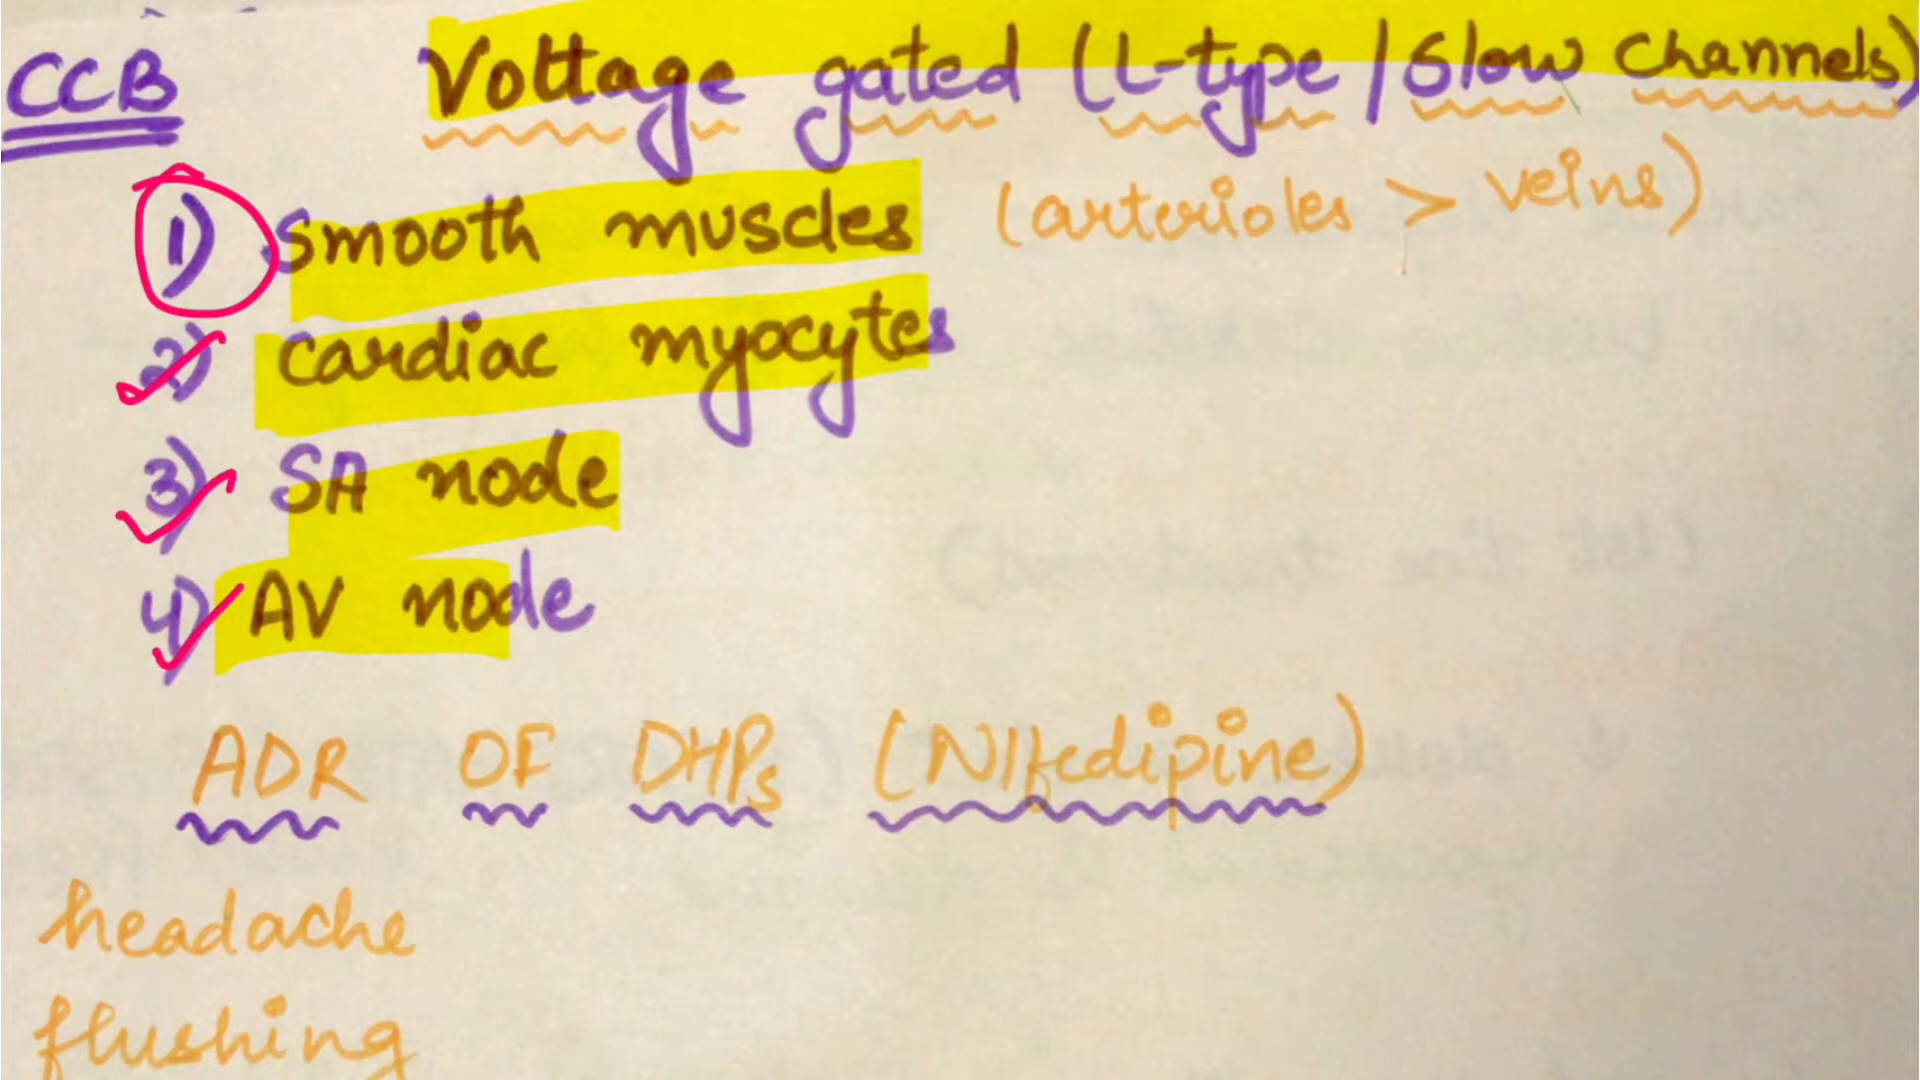 CCB Voltage gated (L-type / Slow Channels)
1) Smooth muscles (arterioles > veins)
2) Cardiac myocytes
3) SA node
4) AV node
ADR OF DHPs (NIfedipine)
headache
flushing